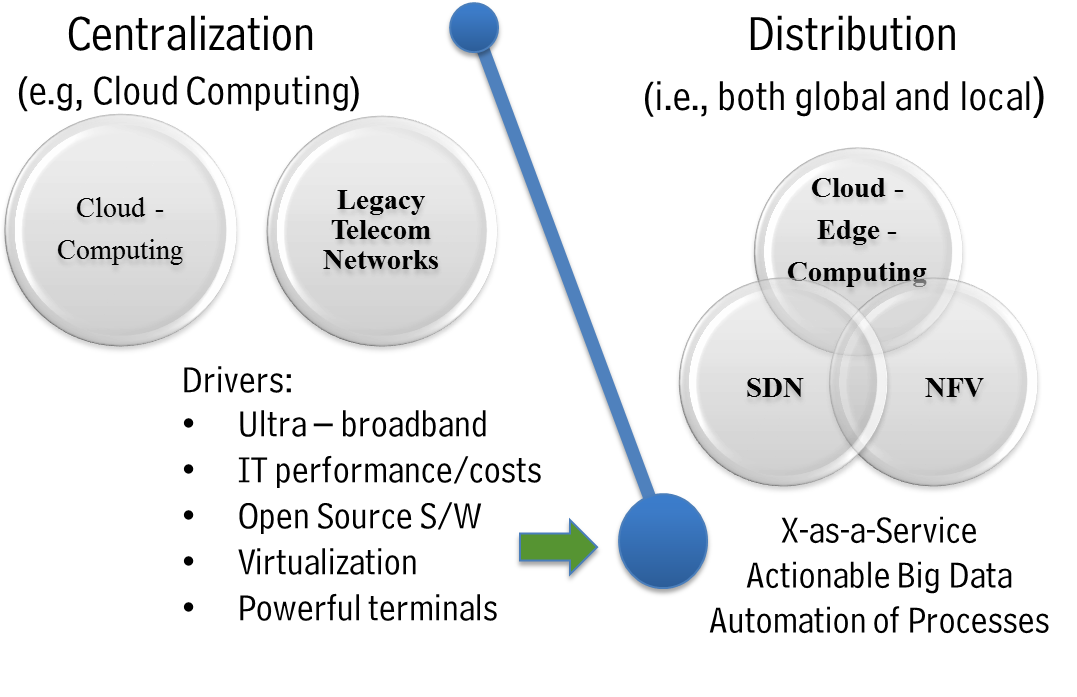 Centralization
(e.g, Cloud Computing)
Cloud -
Computing
Legacy
Telecom
Networks
Drivers:
• Ultra – broadband
• IT performance/costs
• Open Source S/W
• Virtualization
• Powerful terminals
Distribution
(i.e., both global and local)
Cloud -
Edge -
Computing
SDN
NFV
X-as-a-Service
Actionable Big Data
Automation of Processes